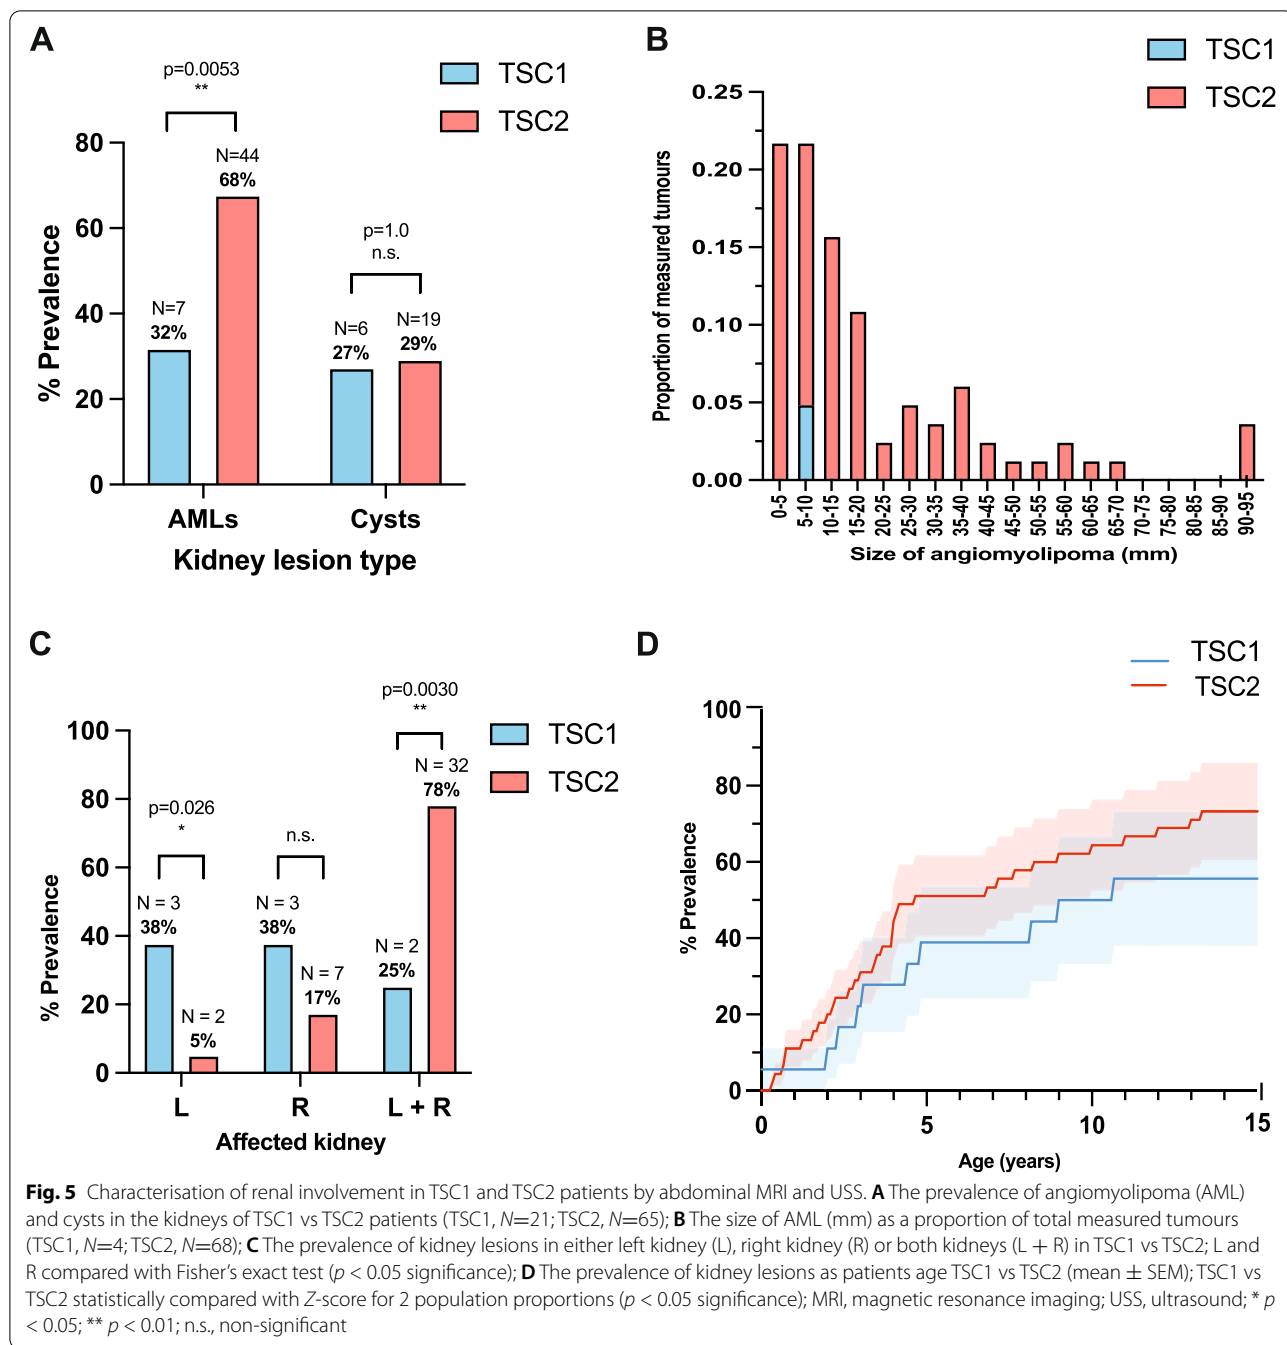 A
p=0.0053
**
TSC1
TSC2
N=44
68%
N=7
32%
p=1.0
n.s.
N=6
27%
N=19
29%
80
60
40
20
0
% Prevalence
AMLs
Cysts
Kidney lesion type
B
TSC1
TSC2
0.25
0.20
0.15
0.10
0.05
0.00
Proportion of measured tumours
0-5
5-10
10-15
15-20
20-25
25-30
30-35
35-40
40-45
45-50
50-55
55-60
60-65
65-70
70-75
75-80
80-85
85-90
90-95
Size of angiomyolipoma (mm)
C
p=0.0030
**
TSC1
TSC2
N = 32
78%
p=0.026
*
n.s.
N = 3
38%
N = 2
5%
N = 3
38%
N = 7
17%
N = 2
25%
100
80
60
40
20
0
% Prevalence
L
R
L + R
Affected kidney
D
TSC1
TSC2
100
80
60
40
20
0
% Prevalence
0
5
10
15
Age (years)
Fig. 5 Characterisation of renal involvement in TSC1 and TSC2 patients by abdominal MRI and USS. A The prevalence of angiomyolipoma (AML)
and cysts in the kidneys of TSC1 vs TSC2 patients (TSC1, N=21; TSC2, N=65); B The size of AML (mm) as a proportion of total measured tumours
(TSC1, N=4; TSC2, N=68); C The prevalence of kidney lesions in either left kidney (L), right kidney (R) or both kidneys (L + R) in TSC1 vs TSC2; L and
R compared with Fisher's exact test (p < 0.05 significance); D The prevalence of kidney lesions as patients age TSC1 vs TSC2 (mean ± SEM); TSC1 vs
TSC2 statistically compared with Z-score for 2 population proportions (p < 0.05 significance); MRI, magnetic resonance imaging; USS, ultrasound; * p
< 0.05; ** p < 0.01; n.s., non-significant